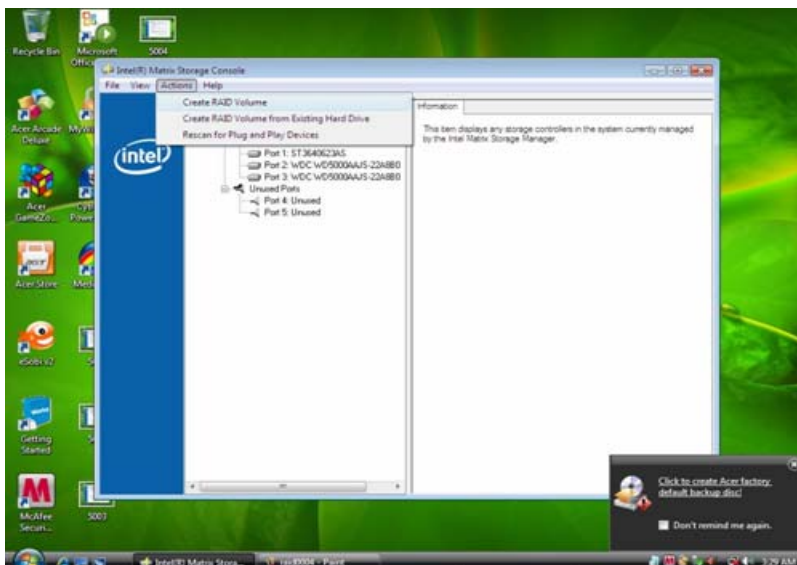 Recycle Bin
Microsoft
Office
5004
Intel(R) Matrix Storage Console
File View Actions Help
Create RAID Volume
Create RAID Volume from Existing Hard Drive
Rescan for Plug and Play Devices
Information
This item displays any storage controllers in the system currently managed
by the Intel Matrix Storage Manager.
intel
Port 1: ST3640623AS
Port 2: WDC WD5000AAJS-22A8B0
Port 3: WDC WD5000AAJS-22A8B0
Unused Ports
Port 4: Unused
Port 5: Unused
Acer Arcade
Deluxe
Acer
GameZo...
Acer Store
eSobi v2
Getting
Started
McAfee
Securi...
5003
Click to create Acer factory
default backup disc!
Don't remind me again.
Intel(R) Matrix Stora...
raid0004 - Paint
3:29 AM